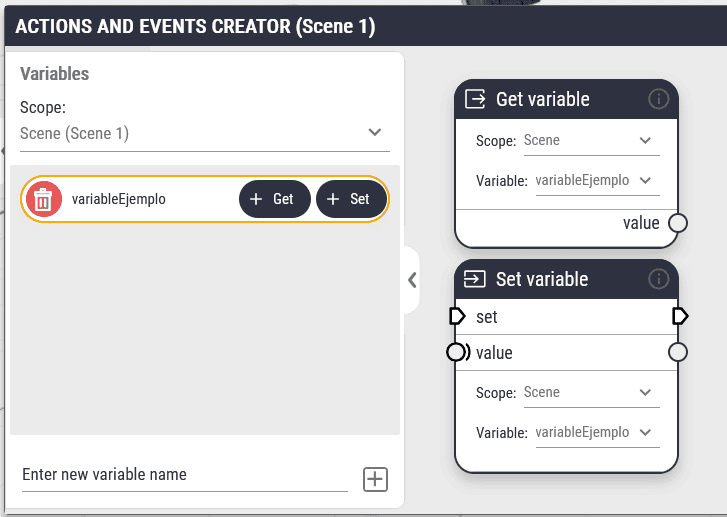 ACTIONS AND EVENTS CREATOR (Scene 1)
Variables
Scope:
Scene (Scene 1)
variableEjemplo
+ Get
+ Set
Enter new variable name
Get variable
Scope: Scene
Variable: variableEjemplo
value
Set variable
set
value
Scope: Scene
Variable: variableEjemplo